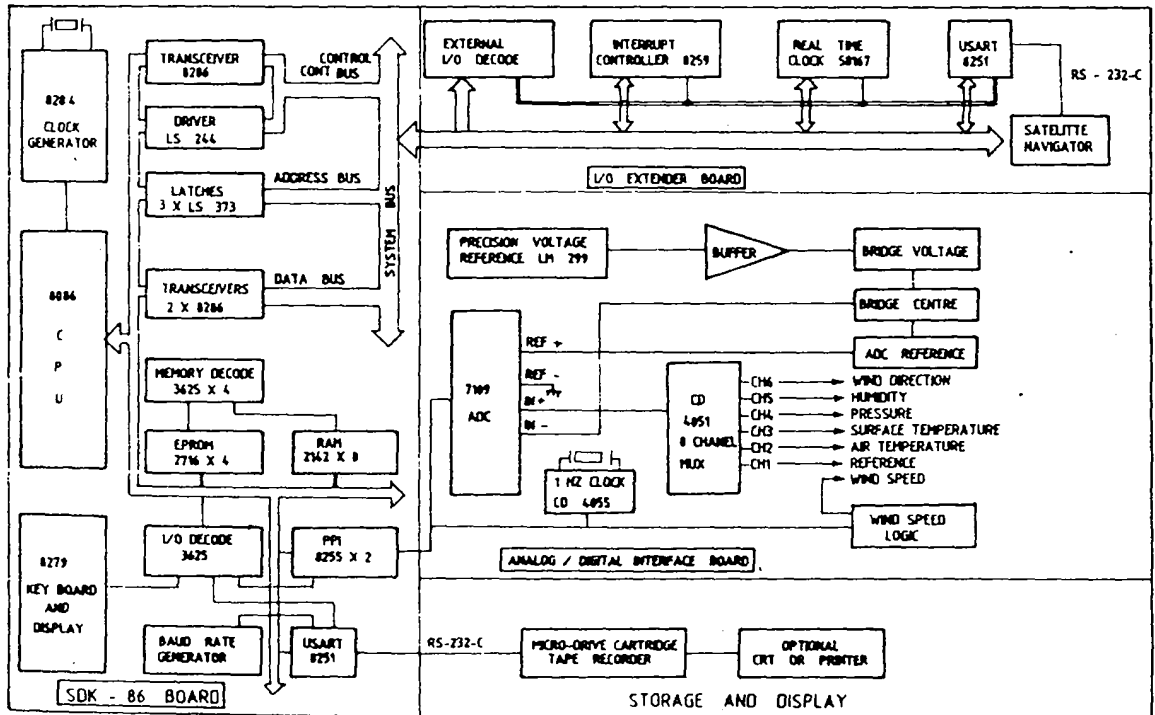 8284
CLOCK
GENERATOR
8086
C
P
U
8279
KEY BOARD
AND
DISPLAY
TRANSCEIVER
8286
DRIVER
LS 244
LATCHES
3 X LS 373
TRANSCEIVERS
2 X 8286
CONTROL
CONT BUS
ADDRESS BUS
DATA BUS
SYSTEM BUS
MEMORY DECODE
3625 X 4
EPROM
2716 X 4
RAM
2142 X 8
I/O DECODE
3625
PPI
8255 X 2
BAUD RATE
GENERATOR
USART
8251
SDK - 86 BOARD
EXTERNAL
I/O DECODE
INTERRUPT
CONTROLLER 8259
REAL TIME
CLOCK 58167
USART
8251
RS - 232-C
SATELITTE
NAVIGATOR
I/O EXTENDER BOARD
PRECISION VOLTAGE
REFERENCE LM 299
BUFFER
BRIDGE VOLTAGE
BRIDGE CENTRE
ADC REFERENCE
7109
ADC
REF +
REF -
IN +
IN -
CD
4051
8 CHANEL
MUX
CH6 WIND DIRECTION
CH5 HUMIDITY
CH4 PRESSURE
CH3 SURFACE TEMPERATURE
CH2 AIR TEMPERATURE
CH1 REFERENCE
WIND SPEED
1 HZ CLOCK
CD 4055
WIND SPEED
LOGIC
ANALOG / DIGITAL INTERFACE BOARD
RS-232-C
MICRO-DRIVE CARTRIDGE
TAPE RECORDER
OPTIONAL
CRT OR PRINTER
STORAGE AND DISPLAY